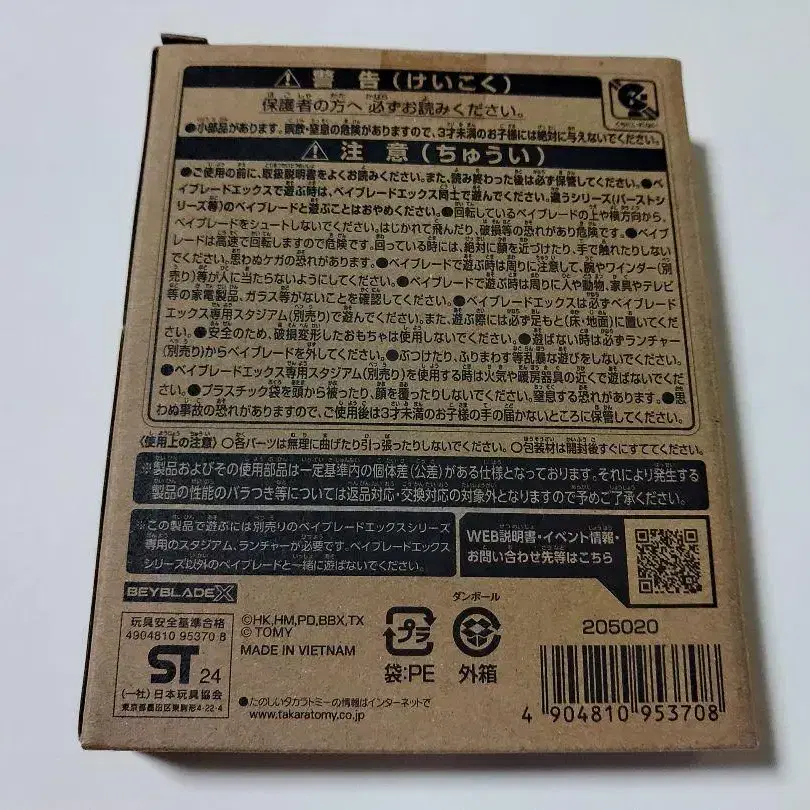 警告(けいこく)
保護者の方へ 必ずお読みください。
●小部品があります。誤飲・窒息の危険がありますので、3才未満のお子様には絶対に与えないでください。
注意(ちゅうい)
●ご使用の前に、取扱説明書をよくお読みください。また、読み終わった後は必ず保管してください。●ベ
イブレードエックスで遊ぶ時は、ベイブレードエックス同士で遊んでください。違うシリーズ(バーストシ
リーズ等)のベイブレードと遊ぶことはおやめください。●回転しているベイブレードの上や横方向から、
ベイブレードをシュートしないでください。はじかれて飛んだり、破損等の恐れがあり危険です。●ベイブ
レードは高速で回転しますので危険です。回っている時には、絶対に顔を近づけたり、手で触れたりしない
でください。思わぬケガの恐れがあります。●ベイブレードで遊ぶ時は周りに注意して、腕やワインダー(別
売り)等が人に当たらないようにしてください。●ベイブレードで遊ぶ時は周りに人や動物、家具やテレビ
等の家電製品、ガラス等がないことを確認してください。●ベイブレードエックスは必ずベイブレード
エックス専用スタジアム(別売り)で遊んでください。また、遊ぶ際には必ず足もと(床・地面)に置いてくだ
さい。●安全のため、破損変形したおもちゃは使用しないでください。●遊ばない時は必ずランチャー
(別売り)からベイブレードを外してください。●ぶつけたり、ふりまわす等乱暴な遊びをしないでください。
●ベイブレードエックス専用スタジアム(別売り)を使用する時は火気や暖房器具の近くで遊ばないでくだ
さい。●プラスチック袋を頭から被ったり、顔を覆ったりしないでください。窒息する恐れがあります。●思
わぬ事故の恐れがありますので、ご使用後は3才未満のお子様の手の届かないところに保管してください。
〈使用上の注意〉○各パーツは無理に曲げたり引っ張ったりしないでください。○包装材は開封後すぐにすててください。
※製品およびその使用部品は一定基準内の個体差(公差)がある仕様となっております。それにより発生する
製品の性能のバラつき等については返品対応・交換対応の対象外となりますので予めご了承ください。
※この製品で遊ぶには別売りのベイブレードエックスシリーズ
専用のスタジアム、ランチャーが必要です。ベイブレードエックス
シリーズ以外のベイブレードと一緒に遊ばないでください。
WEB説明書・イベント情報・
お問い合わせ先等はこちら
BEYBLADE X
玩具安全基準合格
4904810 95370 8
ST 24
(一社)日本玩具協会
東京都墨田区東駒形4-22-4
©HK,HM,PD,BBX,TX
© TOMY
MADE IN VIETNAM
プラ
袋:PE
ダンボール
外箱
●たのしいタカラトミーの情報はインターネットで
www.takaratomy.co.jp
205020
4 904810 953708